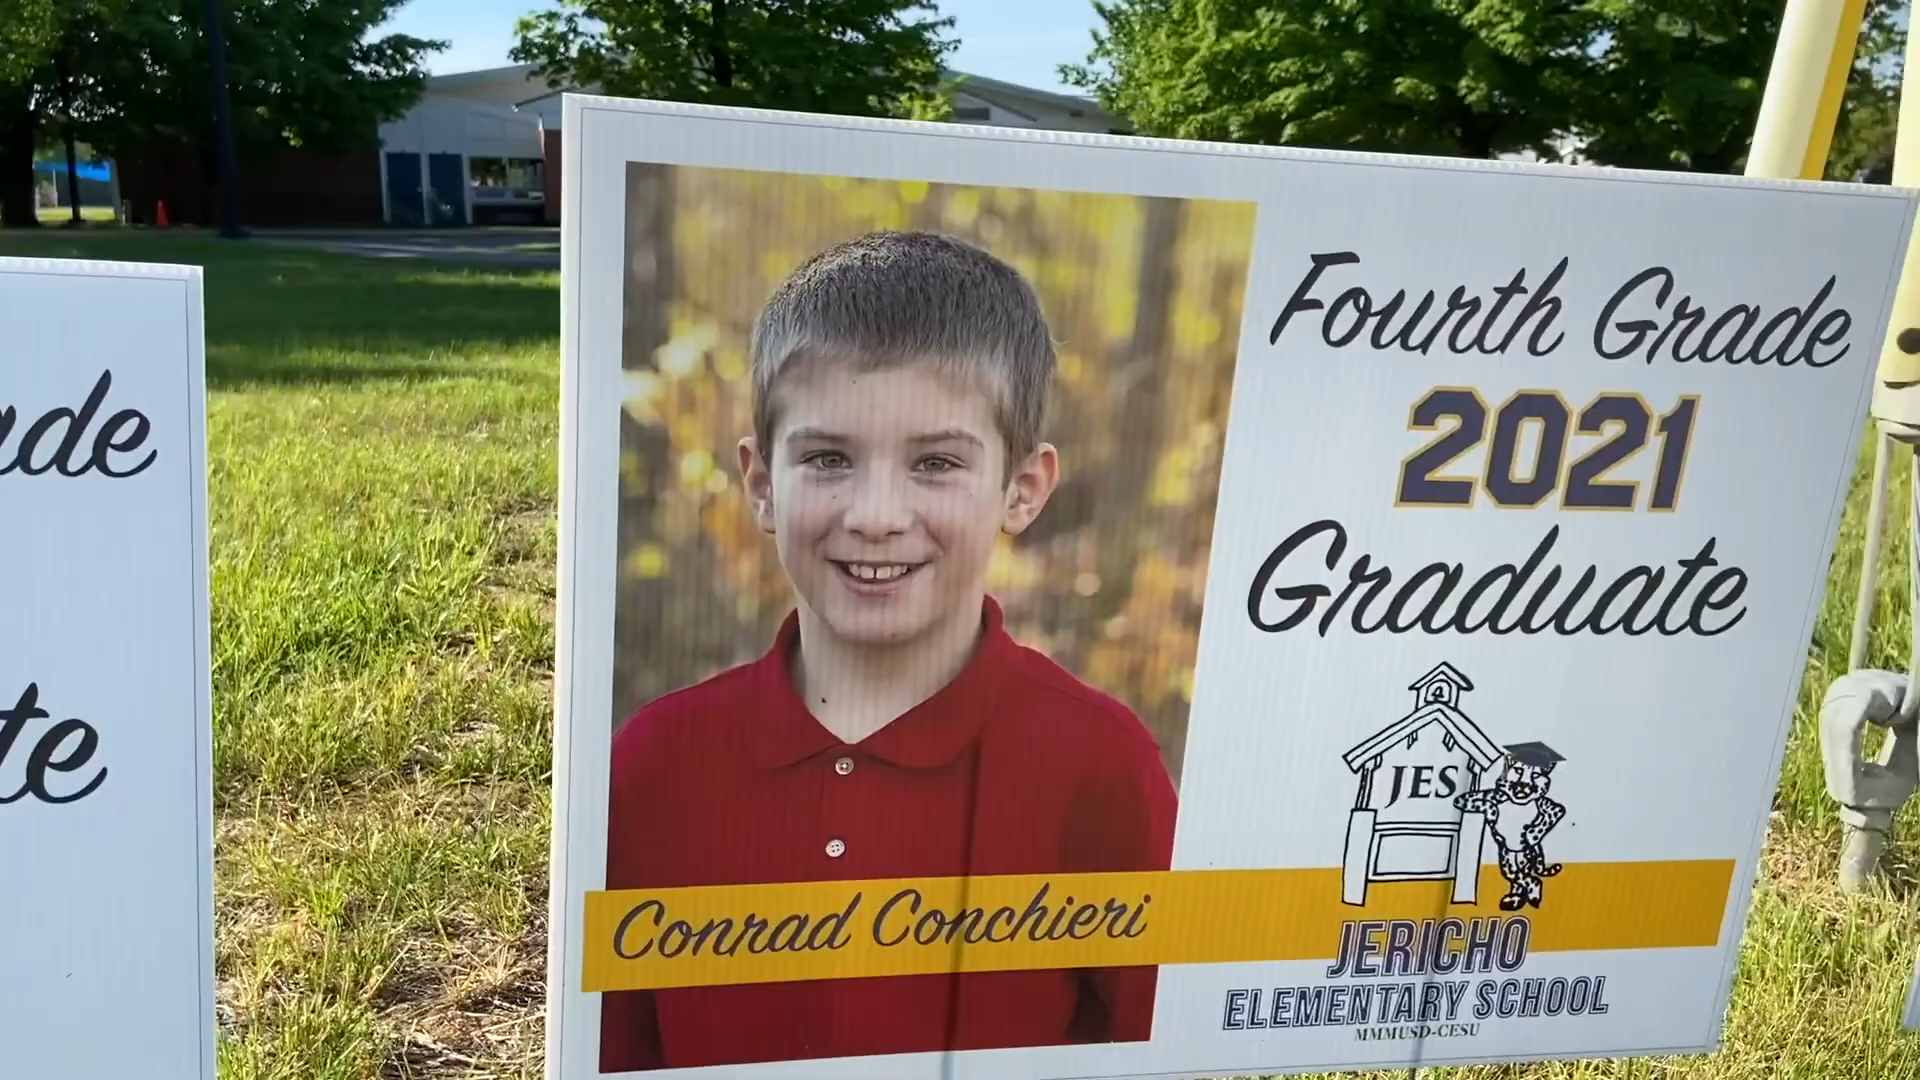 ade
te
Fourth Grade
2021
Graduate
JES
Conrad Conchieri
JERICHO
ELEMENTARY SCHOOL
MMMUSD-CESU